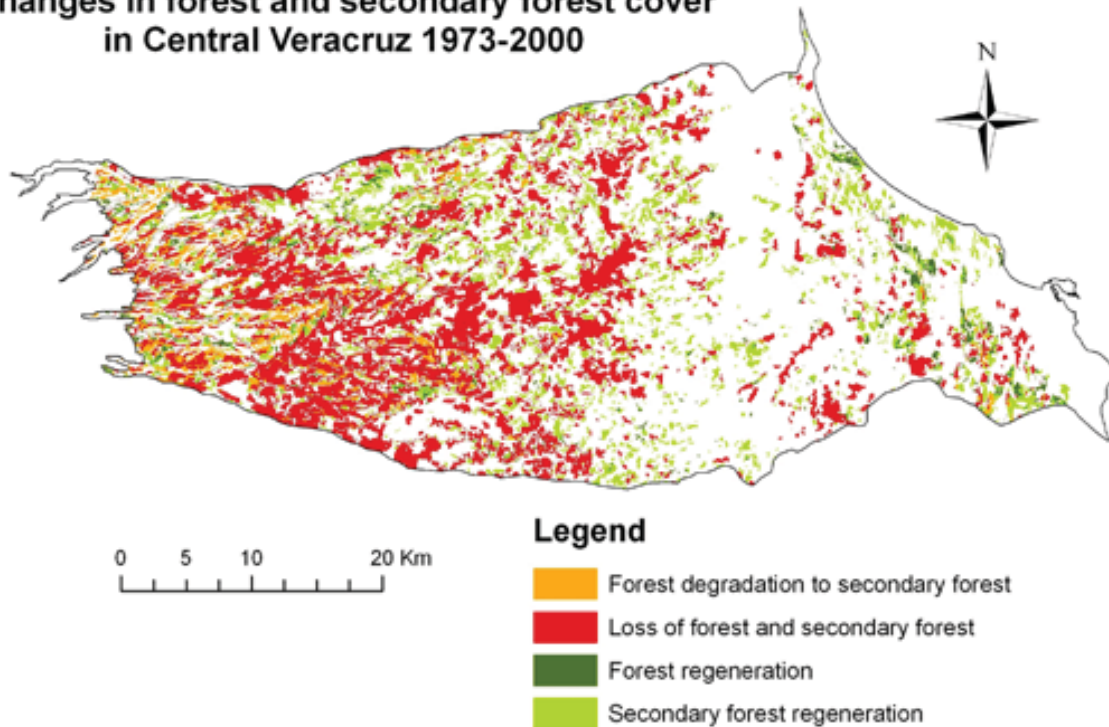 hanges in forest and secondary forest cover
in Central Veracruz 1973-2000
N
0 5 10 20 Km
Legend
Forest degradation to secondary forest
Loss of forest and secondary forest
Forest regeneration
Secondary forest regeneration